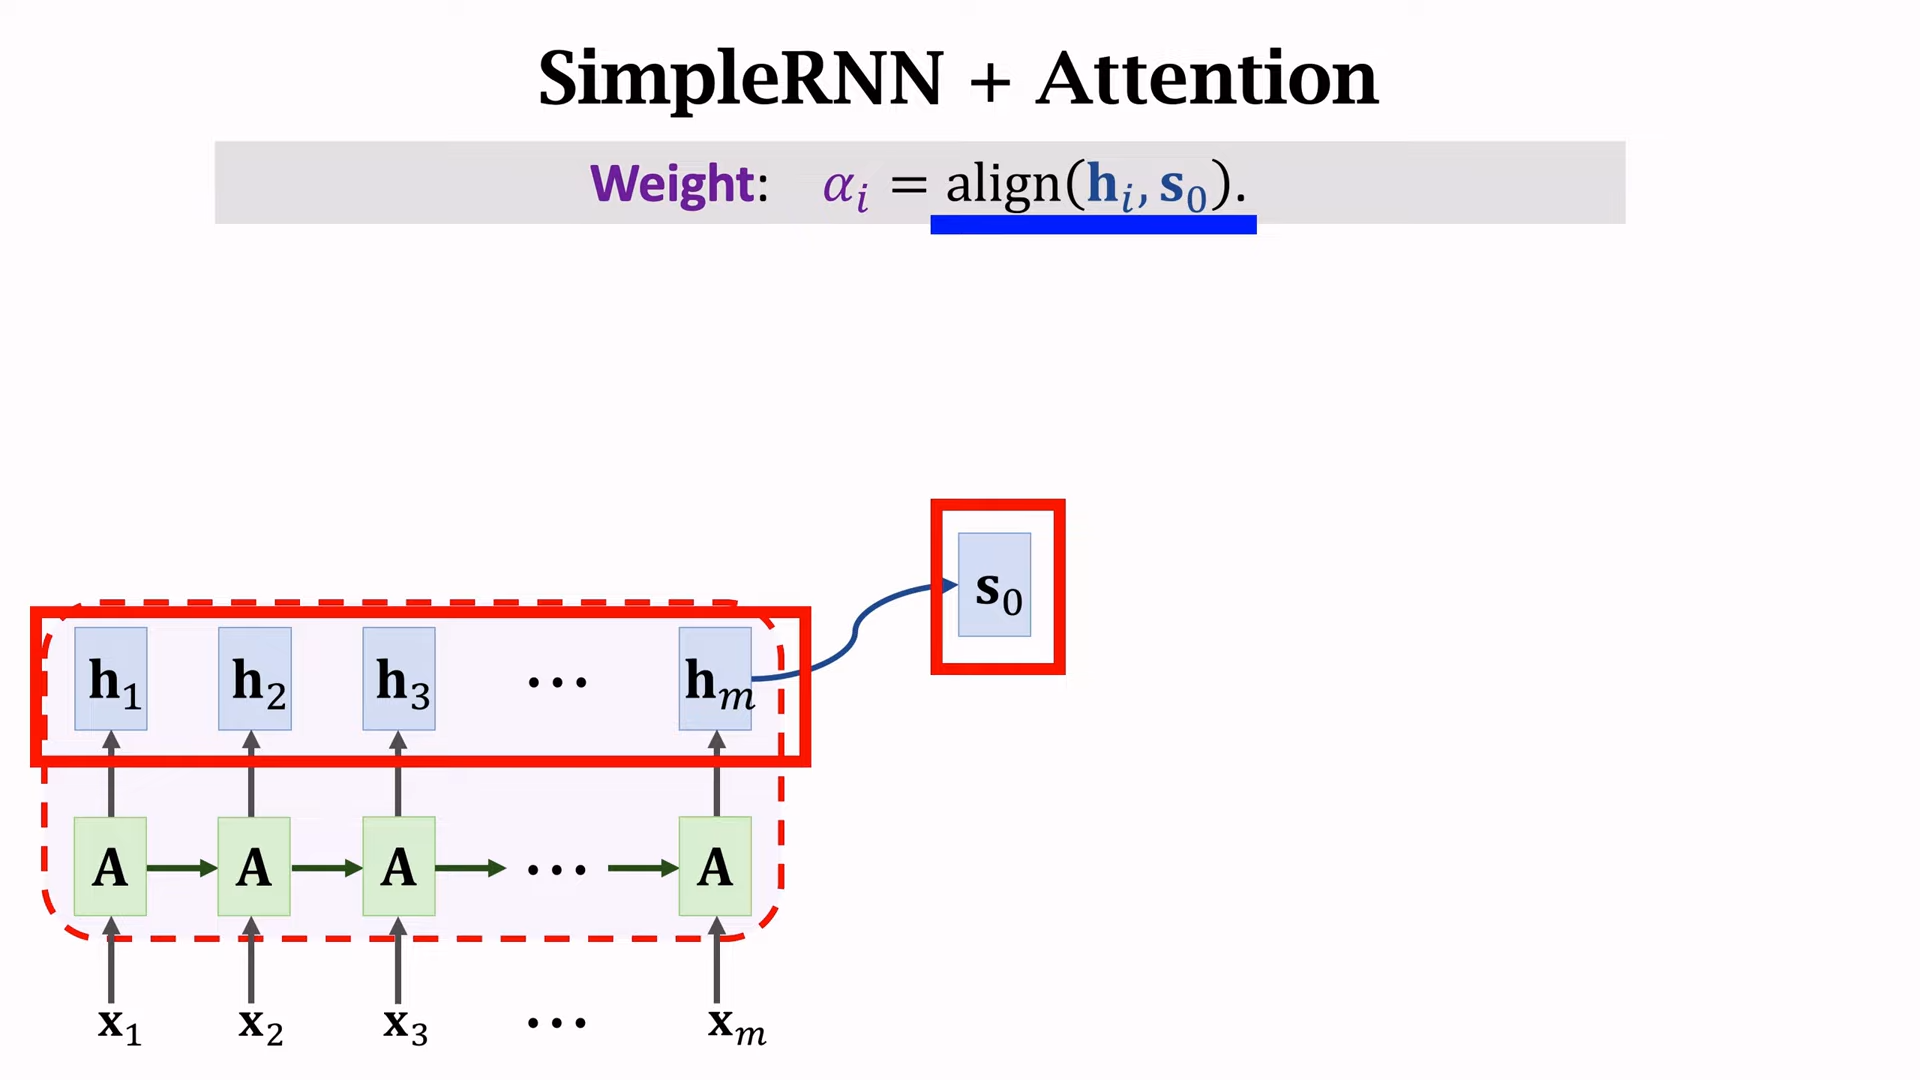 SimpleRNN + Attention
Weight: αᵢ = align(𝐡ᵢ, 𝐬₀).
s₀
h₁ h₂ h₃ ⋯ hₘ
A A A ⋯ A
x₁ x₂ x₃ ⋯ xₘ